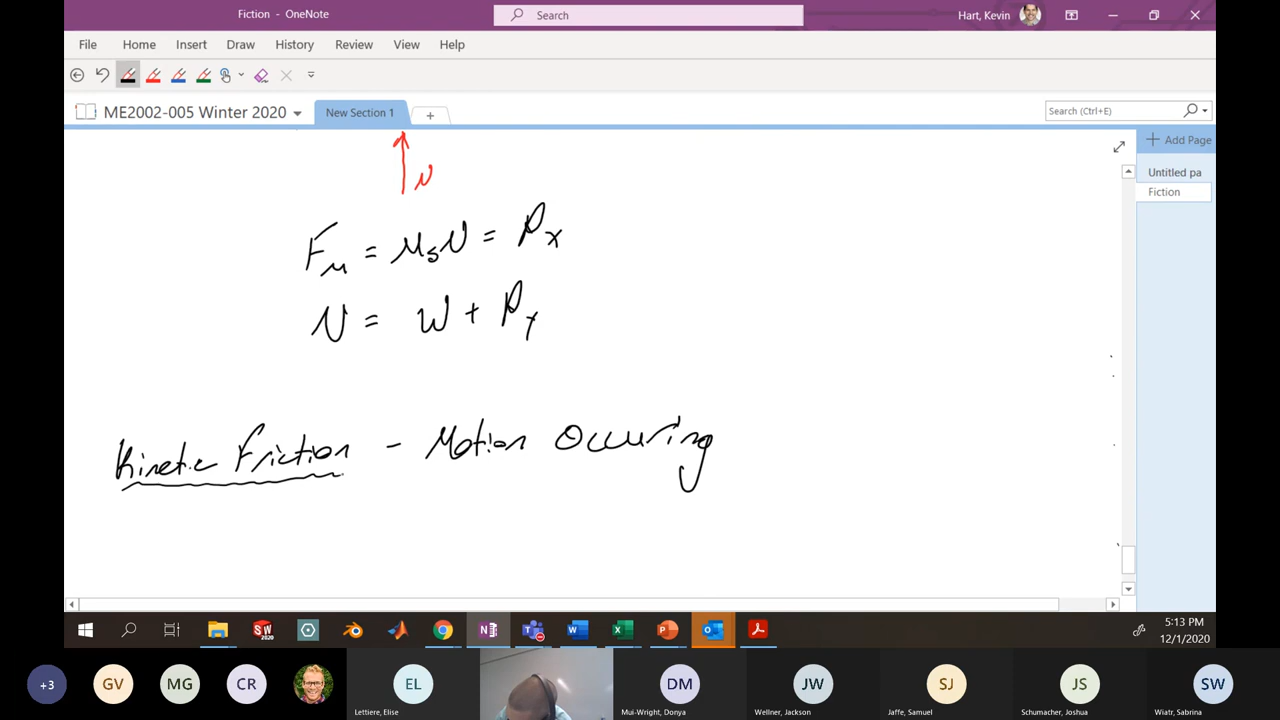 Fiction - OneNote
Search
Hart, Kevin
File Home Insert Draw History Review View Help
ME2002-005 Winter 2020
New Section 1
+
Search (Ctrl+E)
Add Page
Untitled pa
Fiction
N
Fμ = μsN = Px
N = W + Py
Kinetic Friction - Motion Occuring
SW
2020
5:13 PM
12/1/2020
+3
GV
MG
CR
EL
DM
JW
SJ
JS
SW
Lettiere, Elise
Mui-Wright, Donya
Wellner, Jackson
Jaffe, Samuel
Schumacher, Joshua
Wiatr, Sabrina